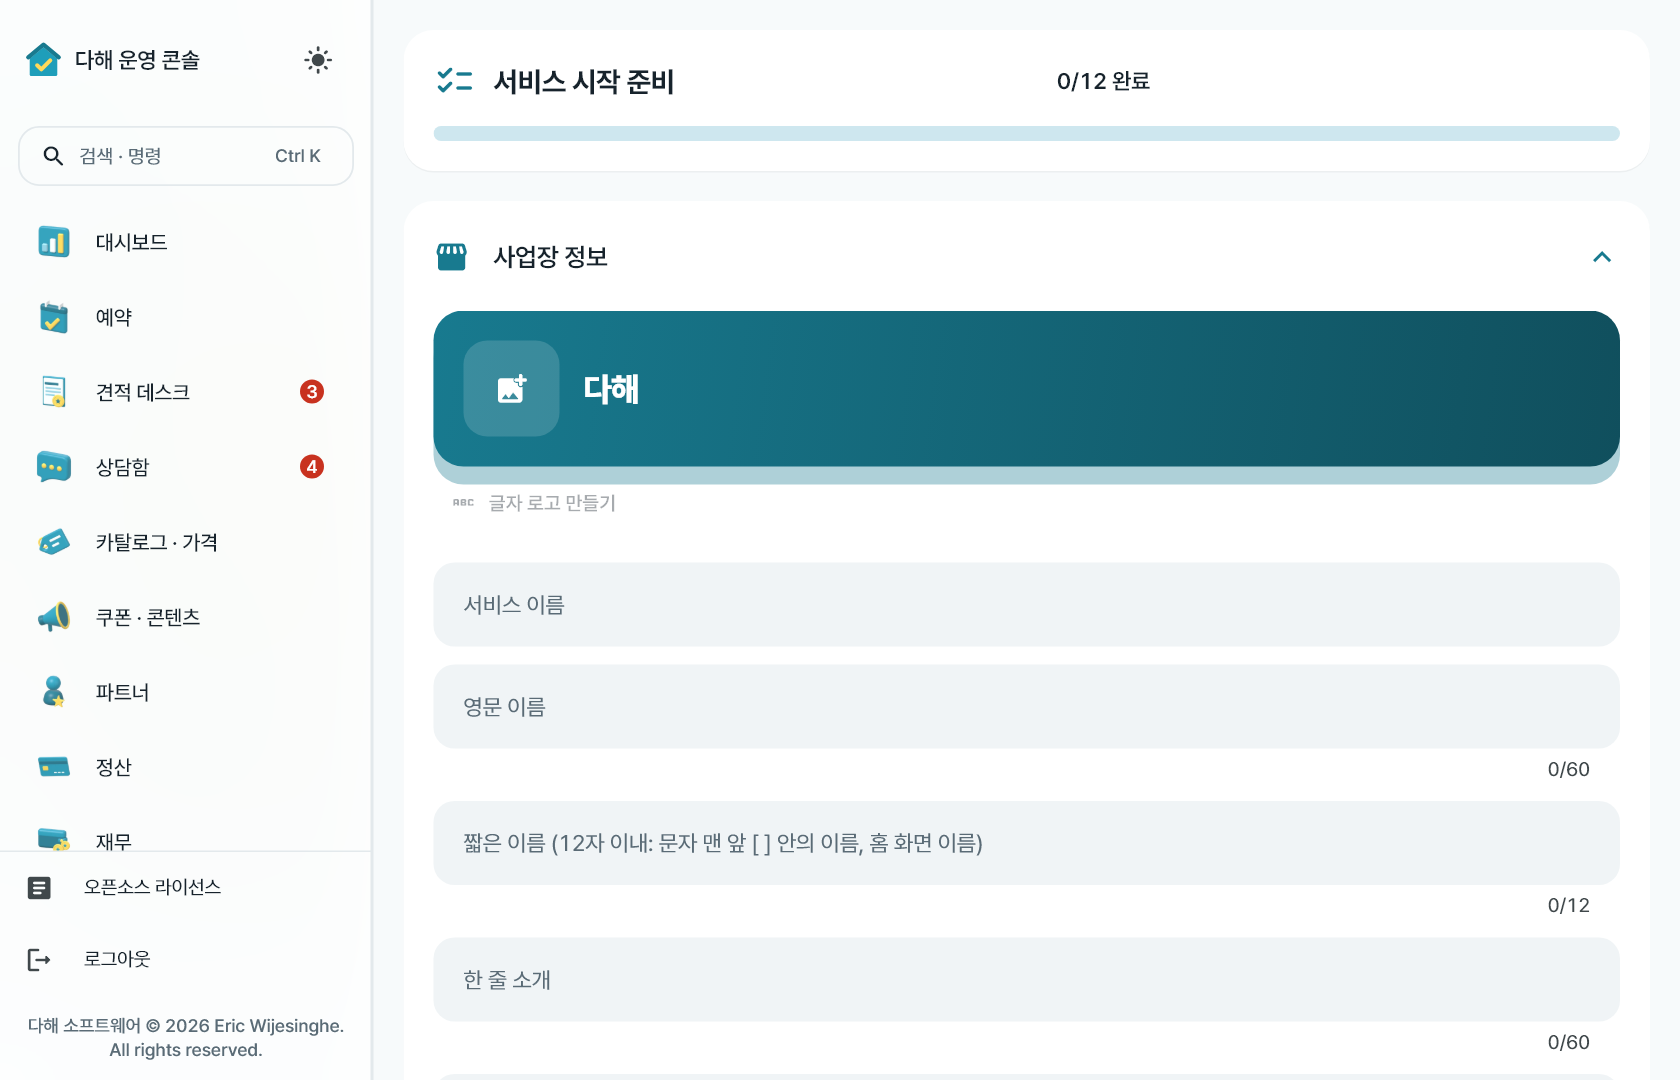 다해 운영 콘솔
검색 · 명령 Ctrl K
대시보드
예약
견적 데스크 3
상담함 4
카탈로그 · 가격
쿠폰 · 콘텐츠
파트너
정산
재무
오픈소스 라이선스
로그아웃
다해 소프트웨어 © 2026 Eric Wijesinghe.
All rights reserved.
서비스 시작 준비 0/12 완료
사업장 정보
다해
ABC 글자 로고 만들기
서비스 이름
영문 이름
0/60
짧은 이름 (12자 이내: 문자 맨 앞 [ ] 안의 이름, 홈 화면 이름)
0/12
한 줄 소개
0/60